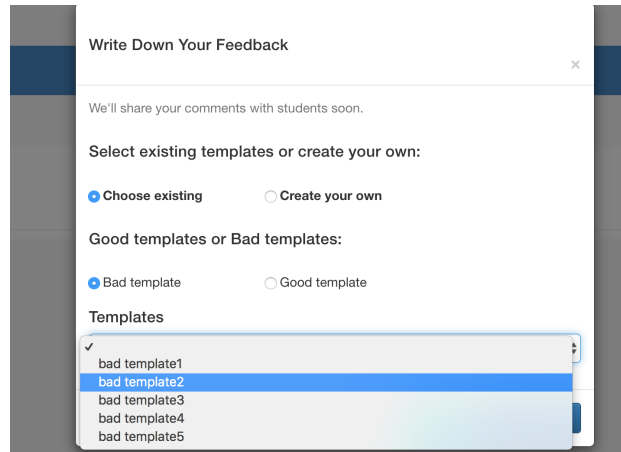 Write Down Your Feedback
×
We'll share your comments with students soon.
Select existing templates or create your own:
Choose existing Create your own
Good templates or Bad templates:
Bad template Good template
Templates
✓
bad template1
bad template2
bad template3
bad template4
bad template5